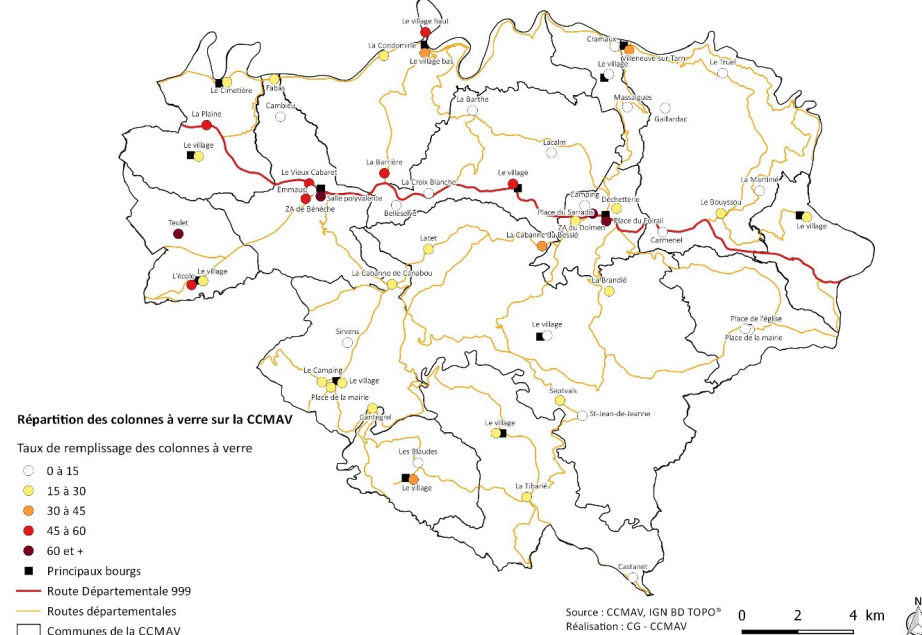 Le village haut
La Condomine
Le village bas
Cramaux
Villeneuve-sur-Tarn
Le village
Le Truel
Le Cimetière
Fabas
Cambieu
La Barthe
Massaigues
Gaillardac
La Plaine
Le village
Lacalm
La Barrière
Le Vieux Cabaret
La Croix Blanche
Le village
La Martinié
Emmaus
Salle polyvalente
ZA de Bénèche
Belleselve
Camping
Déchetterie
Le Bouyssou
Place du Sarradis
Place du Foirail
ZA du Dolmen
Le village
Teulet
Latet
La Cabanne du Bessié
Carmenel
L'école
Le village
La Cabanne de Canabou
La Brandié
Sirvens
Le village
Place de l'église
Place de la mairie
Le Camping
Le village
Place de la mairie
Septvals
St-Jean-de-Jeanne
Cantegrel
Le village
Les Blaudes
Le village
La Tibarié
Castanet
Répartition des colonnes à verre sur la CCMAV
Taux de remplissage des colonnes à verre
0 à 15
15 à 30
30 à 45
45 à 60
60 et +
Principaux bourgs
Route Départementale 999
Routes départementales
Communes de la CCMAV
Source : CCMAV, IGN BD TOPO®
Réalisation : CG - CCMAV
0 2 4 km
N